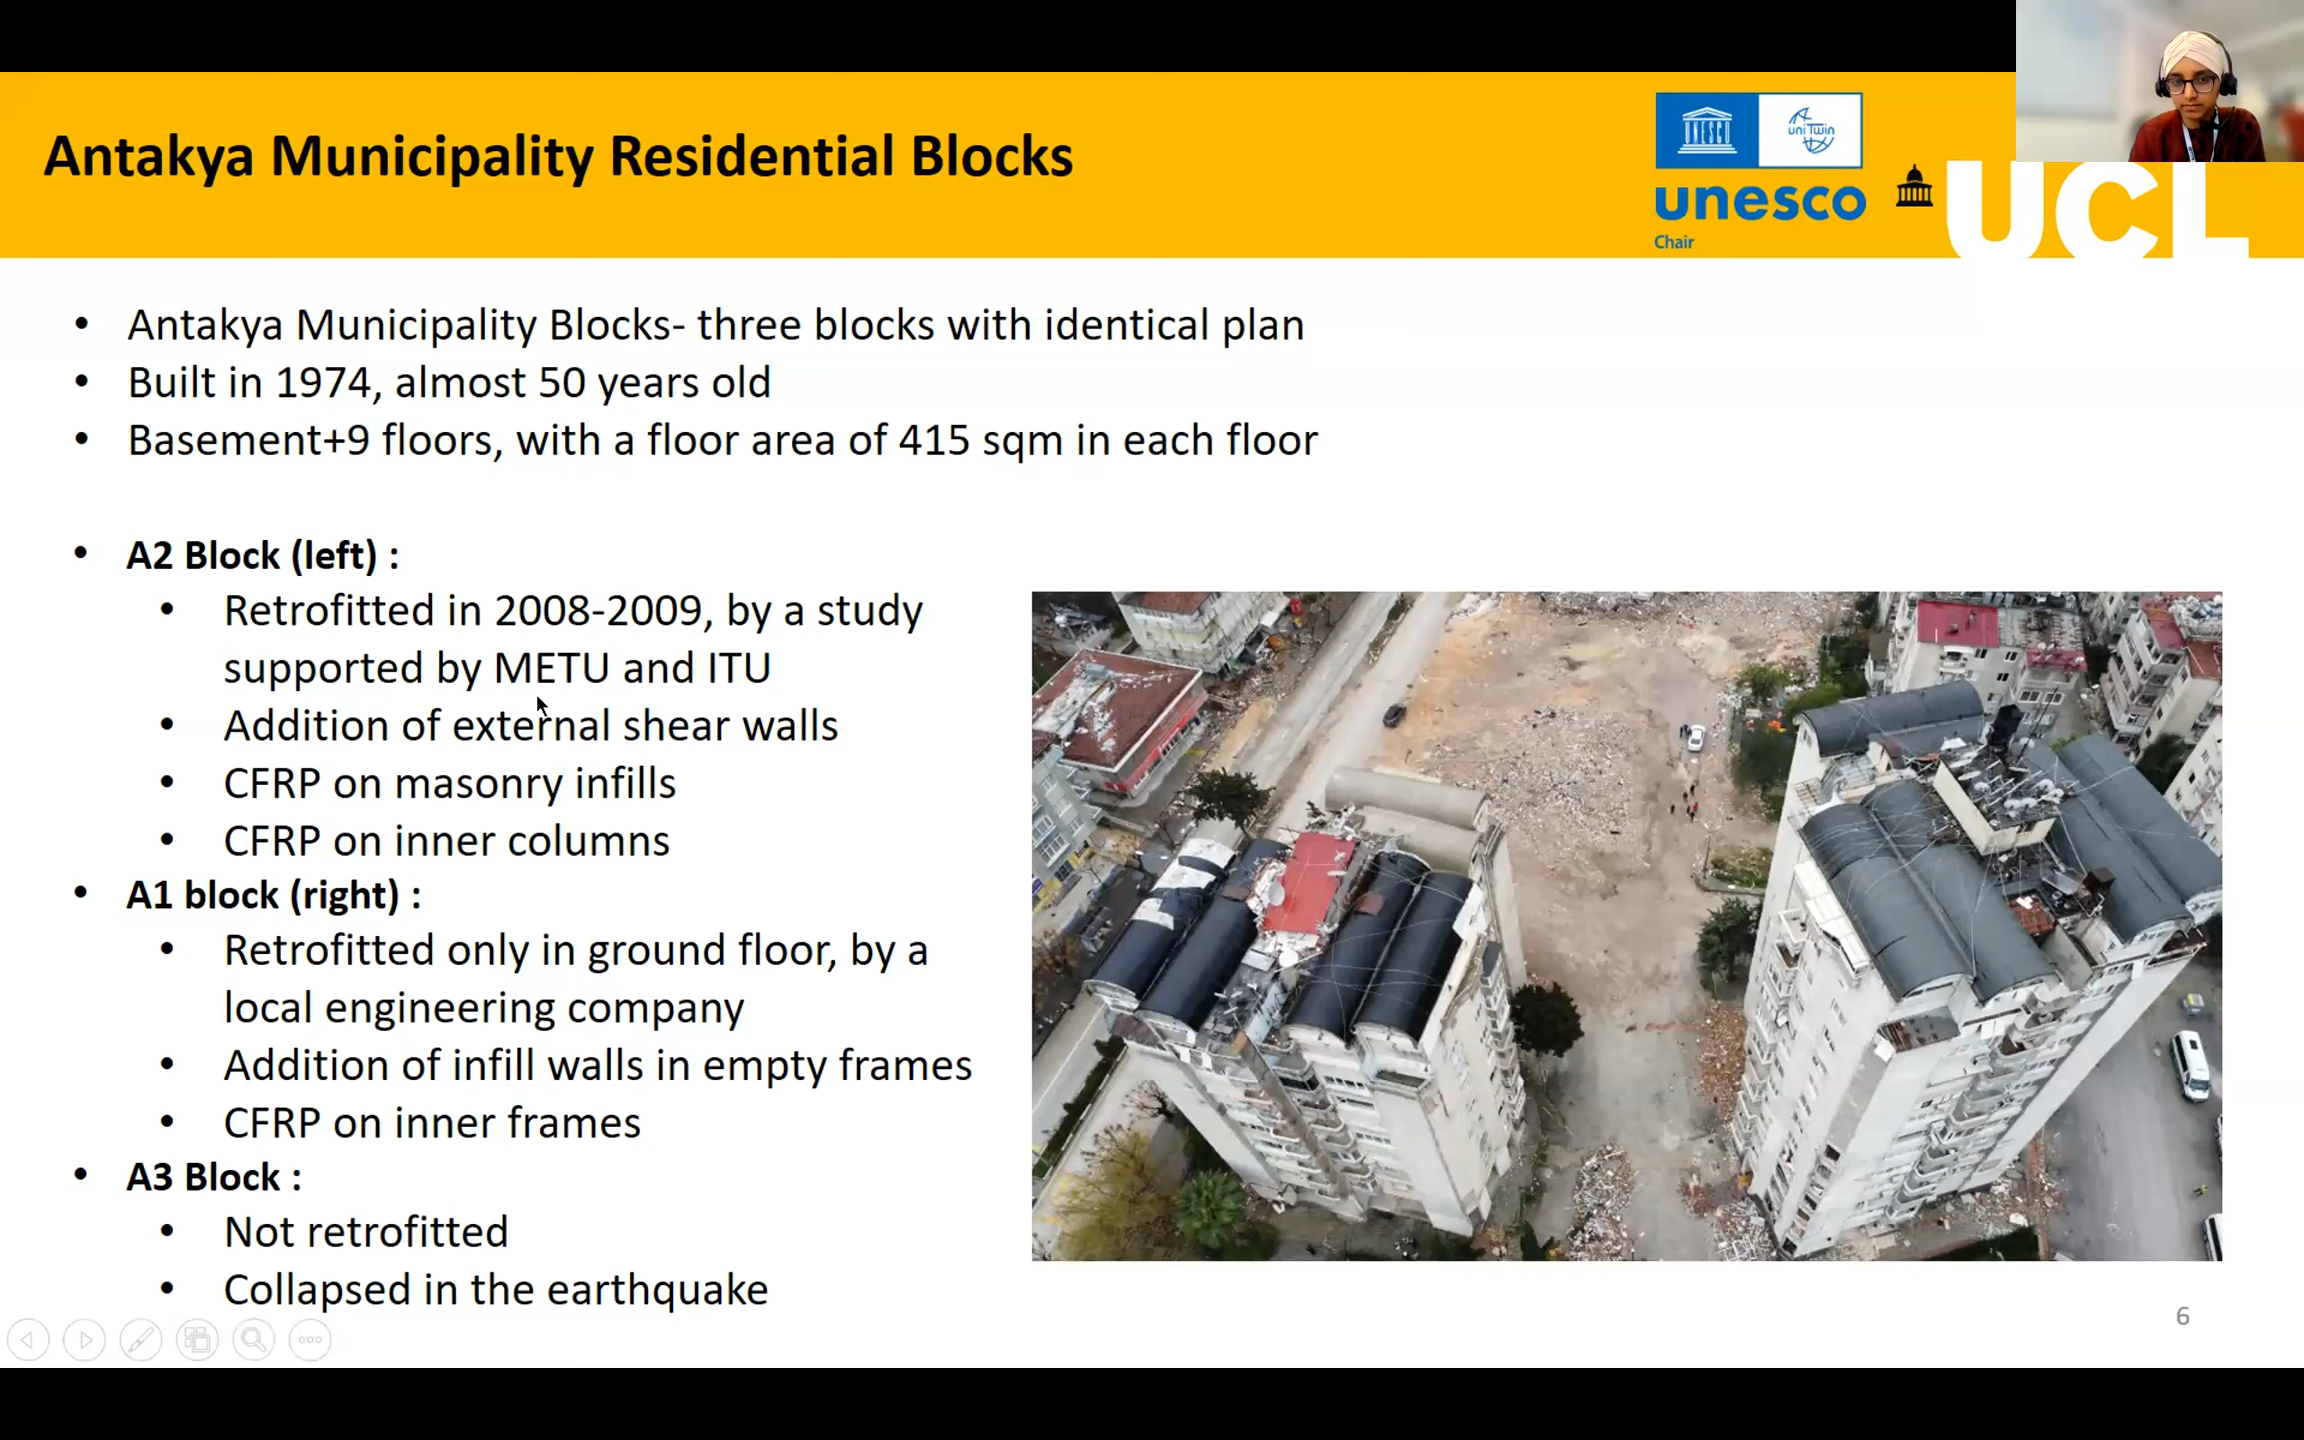 Antakya Municipality Residential Blocks
UNESCO
uni Twin
unesco
Chair
UCL
• Antakya Municipality Blocks- three blocks with identical plan
• Built in 1974, almost 50 years old
• Basement+9 floors, with a floor area of 415 sqm in each floor
• A2 Block (left) :
• Retrofitted in 2008-2009, by a study
supported by METU and ITU
• Addition of external shear walls
• CFRP on masonry infills
• CFRP on inner columns
• A1 block (right) :
• Retrofitted only in ground floor, by a
local engineering company
• Addition of infill walls in empty frames
• CFRP on inner frames
• A3 Block :
• Not retrofitted
• Collapsed in the earthquake
6